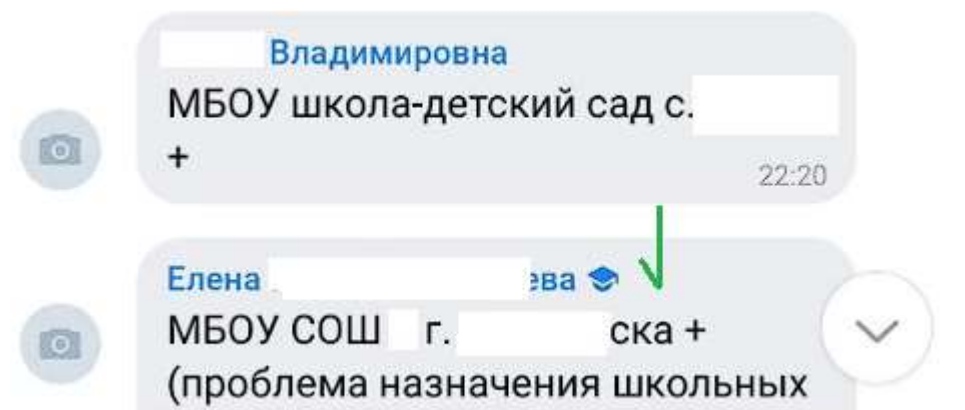 Владимировна
МБОУ школа-детский сад с.
+
22:20
Елена ева
МБОУ СОШ г. ска +
(проблема назначения школьных